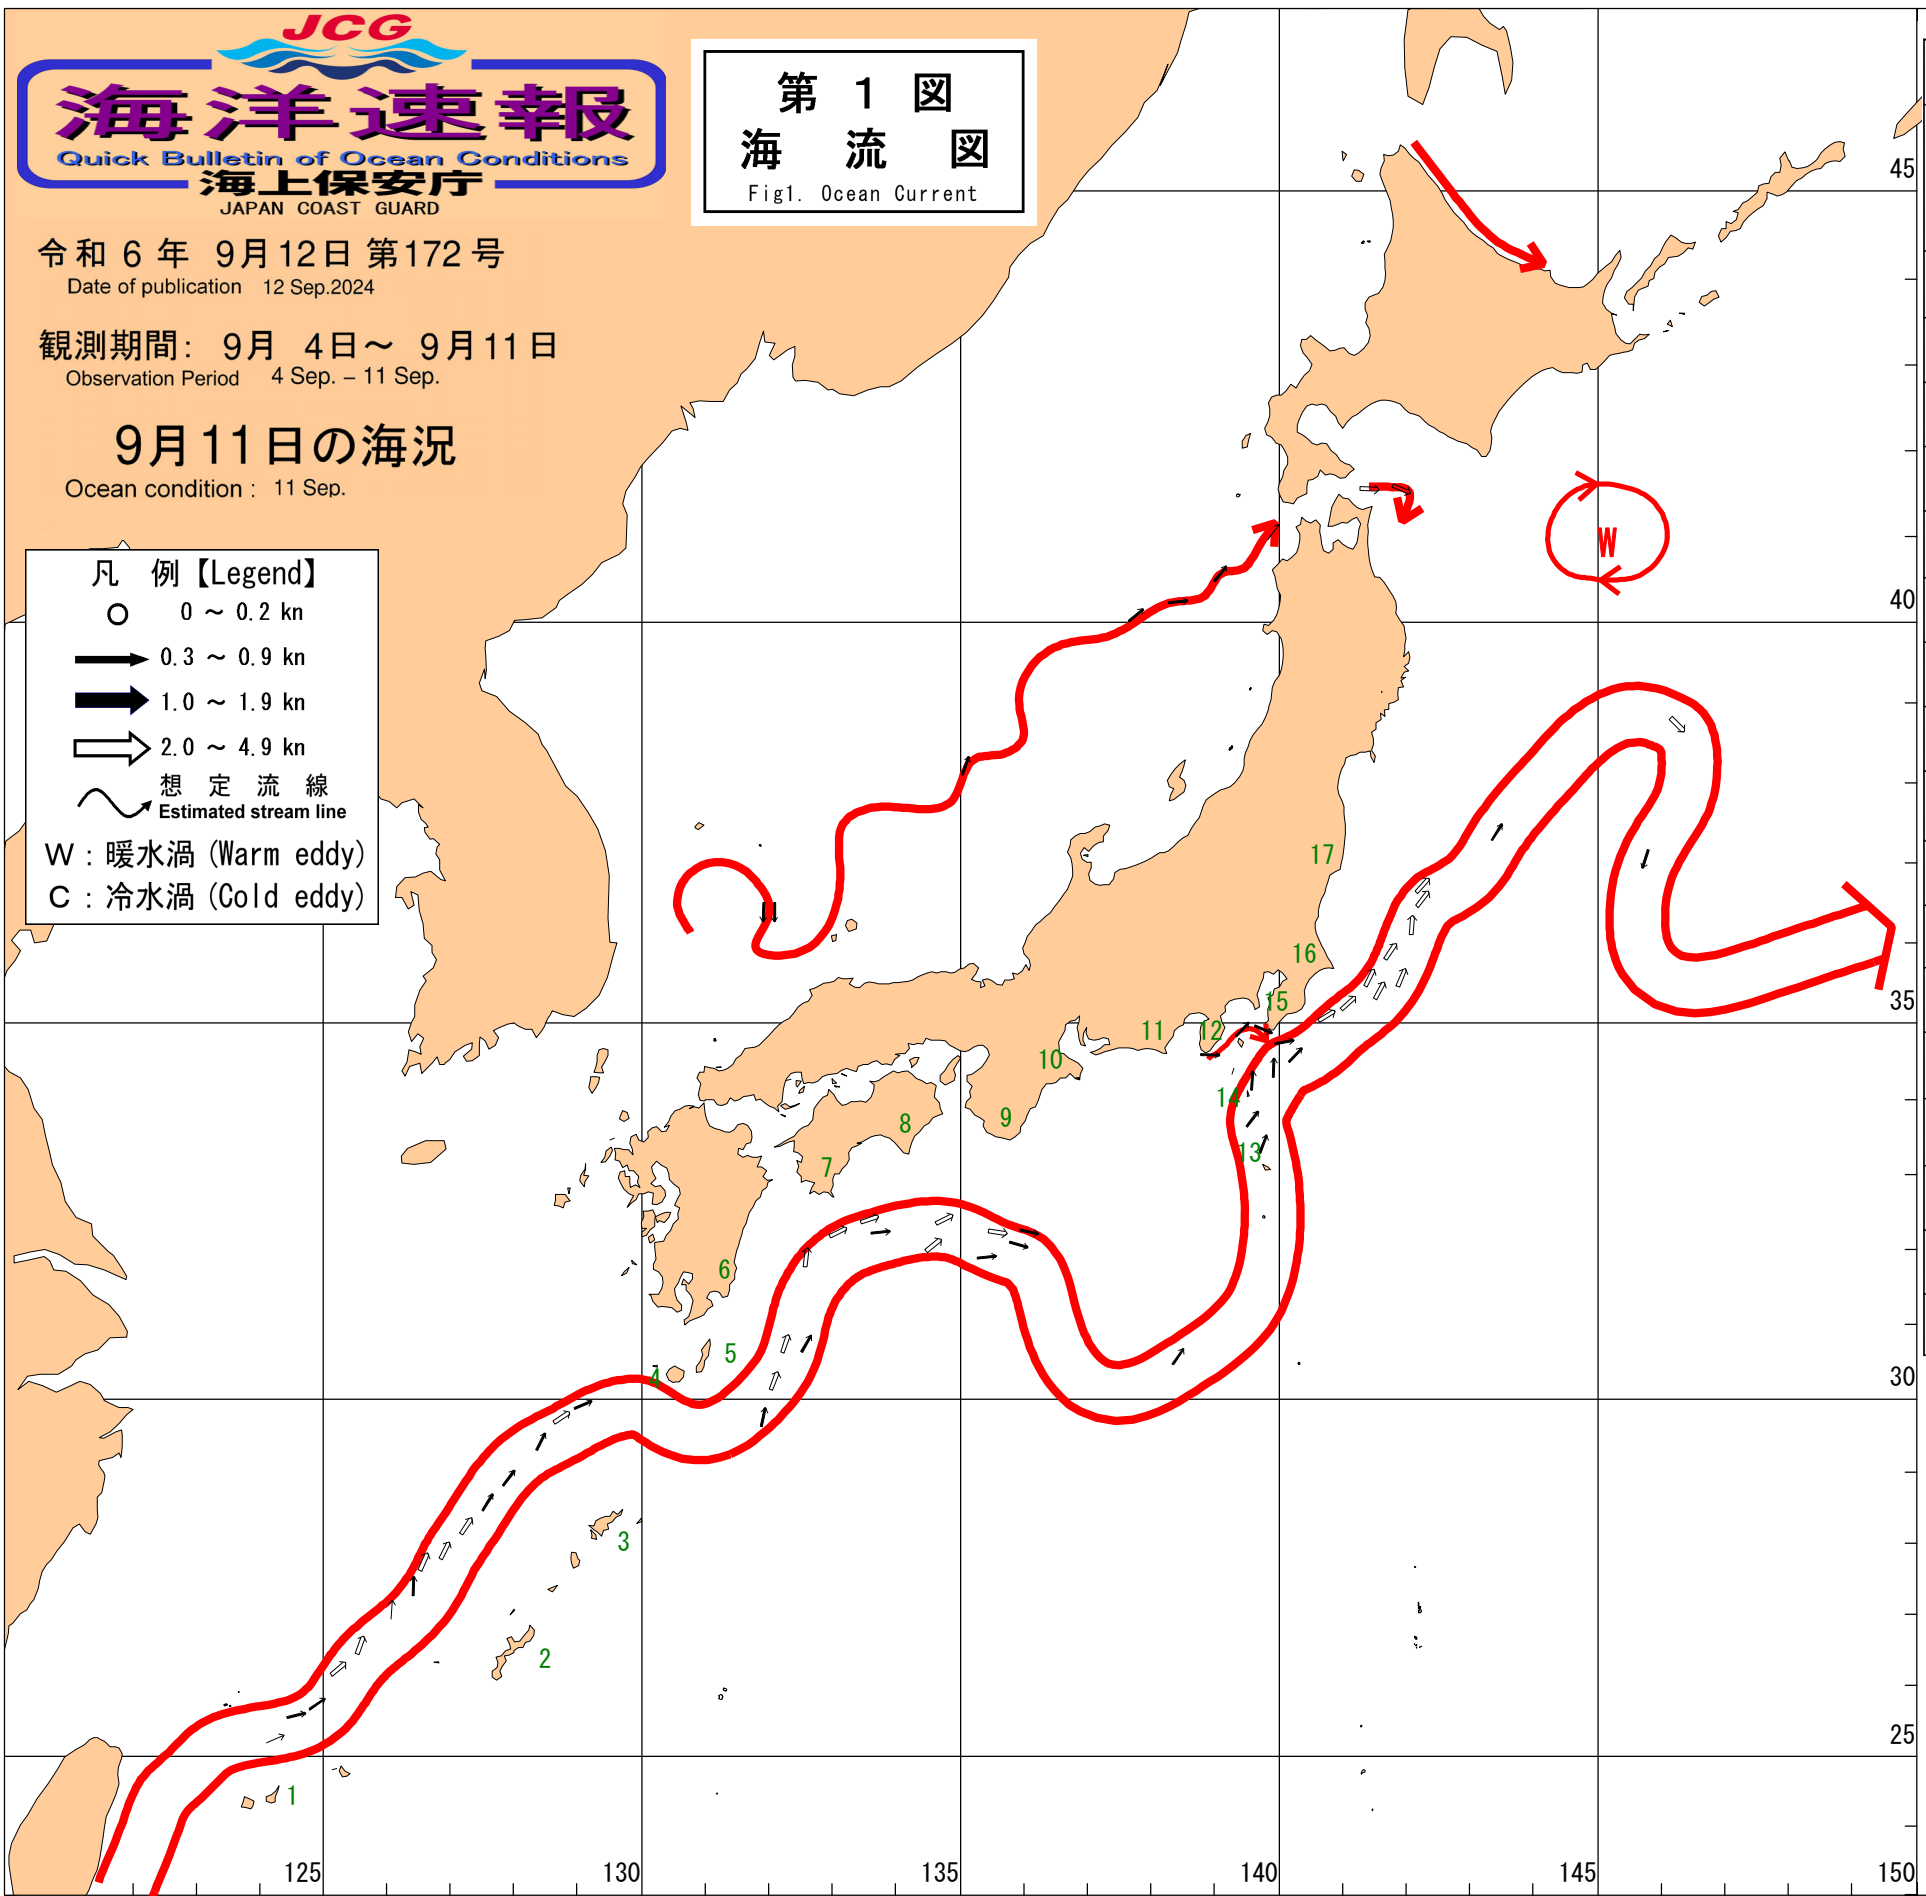 JCG
海洋速報
Quick Bulletin of Ocean Conditions
海上保安庁
JAPAN COAST GUARD
令和 6 年 9月12日 第172号
Date of publication 12 Sep.2024
観測期間: 9月 4日～ 9月11日
Observation Period 4 Sep. – 11 Sep.
9月11日の海況
Ocean condition : 11 Sep.
第 1 図
海 流 図
Fig1. Ocean Current
凡 例【Legend】
0 ～ 0.2 kn
0.3 ～ 0.9 kn
1.0 ～ 1.9 kn
2.0 ～ 4.9 kn
想 定 流 線
Estimated stream line
W : 暖水渦 (Warm eddy)
C : 冷水渦 (Cold eddy)
45
W
40
17
16
35
15
12
11
10
14
9
8
13
7
6
5
4
30
3
2
25
1
125
130
135
140
145
150